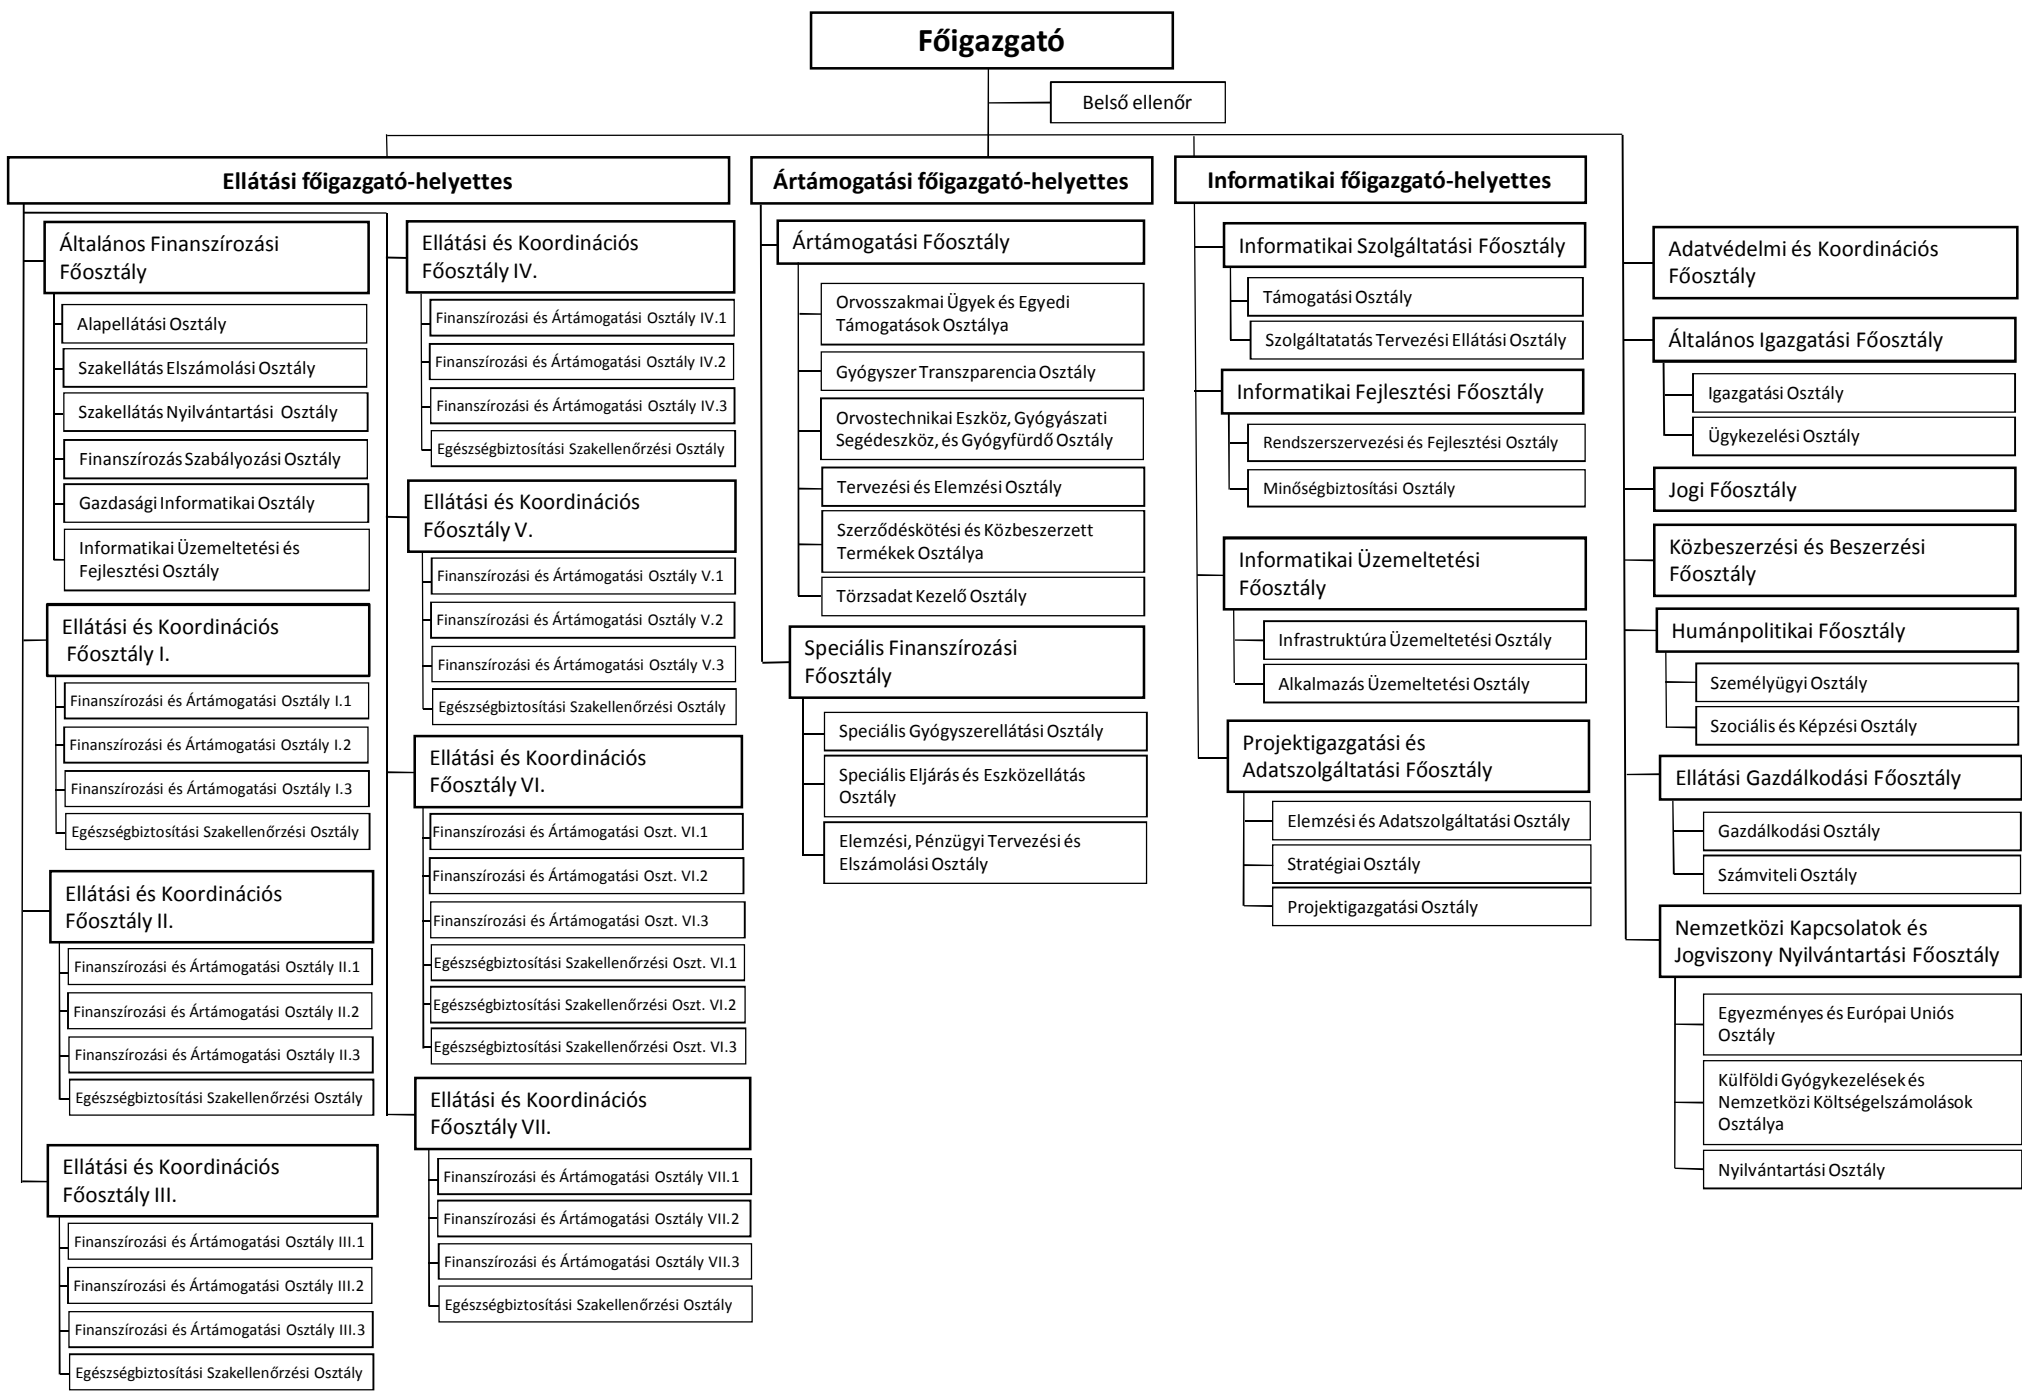 Főigazgató
Belső ellenőr
Ellátási főigazgató-helyettes
Általános Finanszírozási
Főosztály
Alapellátási Osztály
Szakellátás Elszámolási Osztály
Szakellátás Nyilvántartási Osztály
Finanszírozás Szabályozási Osztály
Gazdasági Informatikai Osztály
Informatikai Üzemeltetési és
Fejlesztési Osztály
Ellátási és Koordinációs
Főosztály I.
Finanszírozási és Ártámogatási Osztály I.1
Finanszírozási és Ártámogatási Osztály I.2
Finanszírozási és Ártámogatási Osztály I.3
Egészségbiztosítási Szakellenőrzési Osztály
Ellátási és Koordinációs
Főosztály II.
Finanszírozási és Ártámogatási Osztály II.1
Finanszírozási és Ártámogatási Osztály II.2
Finanszírozási és Ártámogatási Osztály II.3
Egészségbiztosítási Szakellenőrzési Osztály
Ellátási és Koordinációs
Főosztály III.
Finanszírozási és Ártámogatási Osztály III.1
Finanszírozási és Ártámogatási Osztály III.2
Finanszírozási és Ártámogatási Osztály III.3
Egészségbiztosítási Szakellenőrzési Osztály
Ellátási és Koordinációs
Főosztály IV.
Finanszírozási és Ártámogatási Osztály IV.1
Finanszírozási és Ártámogatási Osztály IV.2
Finanszírozási és Ártámogatási Osztály IV.3
Egészségbiztosítási Szakellenőrzési Osztály
Ellátási és Koordinációs
Főosztály V.
Finanszírozási és Ártámogatási Osztály V.1
Finanszírozási és Ártámogatási Osztály V.2
Finanszírozási és Ártámogatási Osztály V.3
Egészségbiztosítási Szakellenőrzési Osztály
Ellátási és Koordinációs
Főosztály VI.
Finanszírozási és Ártámogatási Oszt. VI.1
Finanszírozási és Ártámogatási Oszt. VI.2
Finanszírozási és Ártámogatási Oszt. VI.3
Egészségbiztosítási Szakellenőrzési Oszt. VI.1
Egészségbiztosítási Szakellenőrzési Oszt. VI.2
Egészségbiztosítási Szakellenőrzési Oszt. VI.3
Ellátási és Koordinációs
Főosztály VII.
Finanszírozási és Ártámogatási Osztály VII.1
Finanszírozási és Ártámogatási Osztály VII.2
Finanszírozási és Ártámogatási Osztály VII.3
Egészségbiztosítási Szakellenőrzési Osztály
Ártámogatási főigazgató-helyettes
Ártámogatási Főosztály
Orvosszakmai Ügyek és Egyedi
Támogatások Osztálya
Gyógyszer Transzparencia Osztály
Orvostechnikai Eszköz, Gyógyászati
Segédeszköz, és Gyógyfürdő Osztály
Tervezési és Elemzési Osztály
Szerződéskötési és Közbeszerzett
Termékek Osztálya
Törzsadat Kezelő Osztály
Speciális Finanszírozási
Főosztály
Speciális Gyógyszerellátási Osztály
Speciális Eljárás és Eszközellátás
Osztály
Elemzési, Pénzügyi Tervezési és
Elszámolási Osztály
Informatikai főigazgató-helyettes
Informatikai Szolgáltatási Főosztály
Támogatási Osztály
Szolgáltatatás Tervezési Ellátási Osztály
Informatikai Fejlesztési Főosztály
Rendszerszervezési és Fejlesztési Osztály
Minőségbiztosítási Osztály
Informatikai Üzemeltetési
Főosztály
Infrastruktúra Üzemeltetési Osztály
Alkalmazás Üzemeltetési Osztály
Projektigazgatási és
Adatszolgáltatási Főosztály
Elemzési és Adatszolgáltatási Osztály
Stratégiai Osztály
Projektigazgatási Osztály
Adatvédelmi és Koordinációs
Főosztály
Általános Igazgatási Főosztály
Igazgatási Osztály
Ügykezelési Osztály
Jogi Főosztály
Közbeszerzési és Beszerzési
Főosztály
Humánpolitikai Főosztály
Személyügyi Osztály
Szociális és Képzési Osztály
Ellátási Gazdálkodási Főosztály
Gazdálkodási Osztály
Számviteli Osztály
Nemzetközi Kapcsolatok és
Jogviszony Nyilvántartási Főosztály
Egyezményes és Európai Uniós
Osztály
Külföldi Gyógykezelések és
Nemzetközi Költségelszámolások
Osztálya
Nyilvántartási Osztály